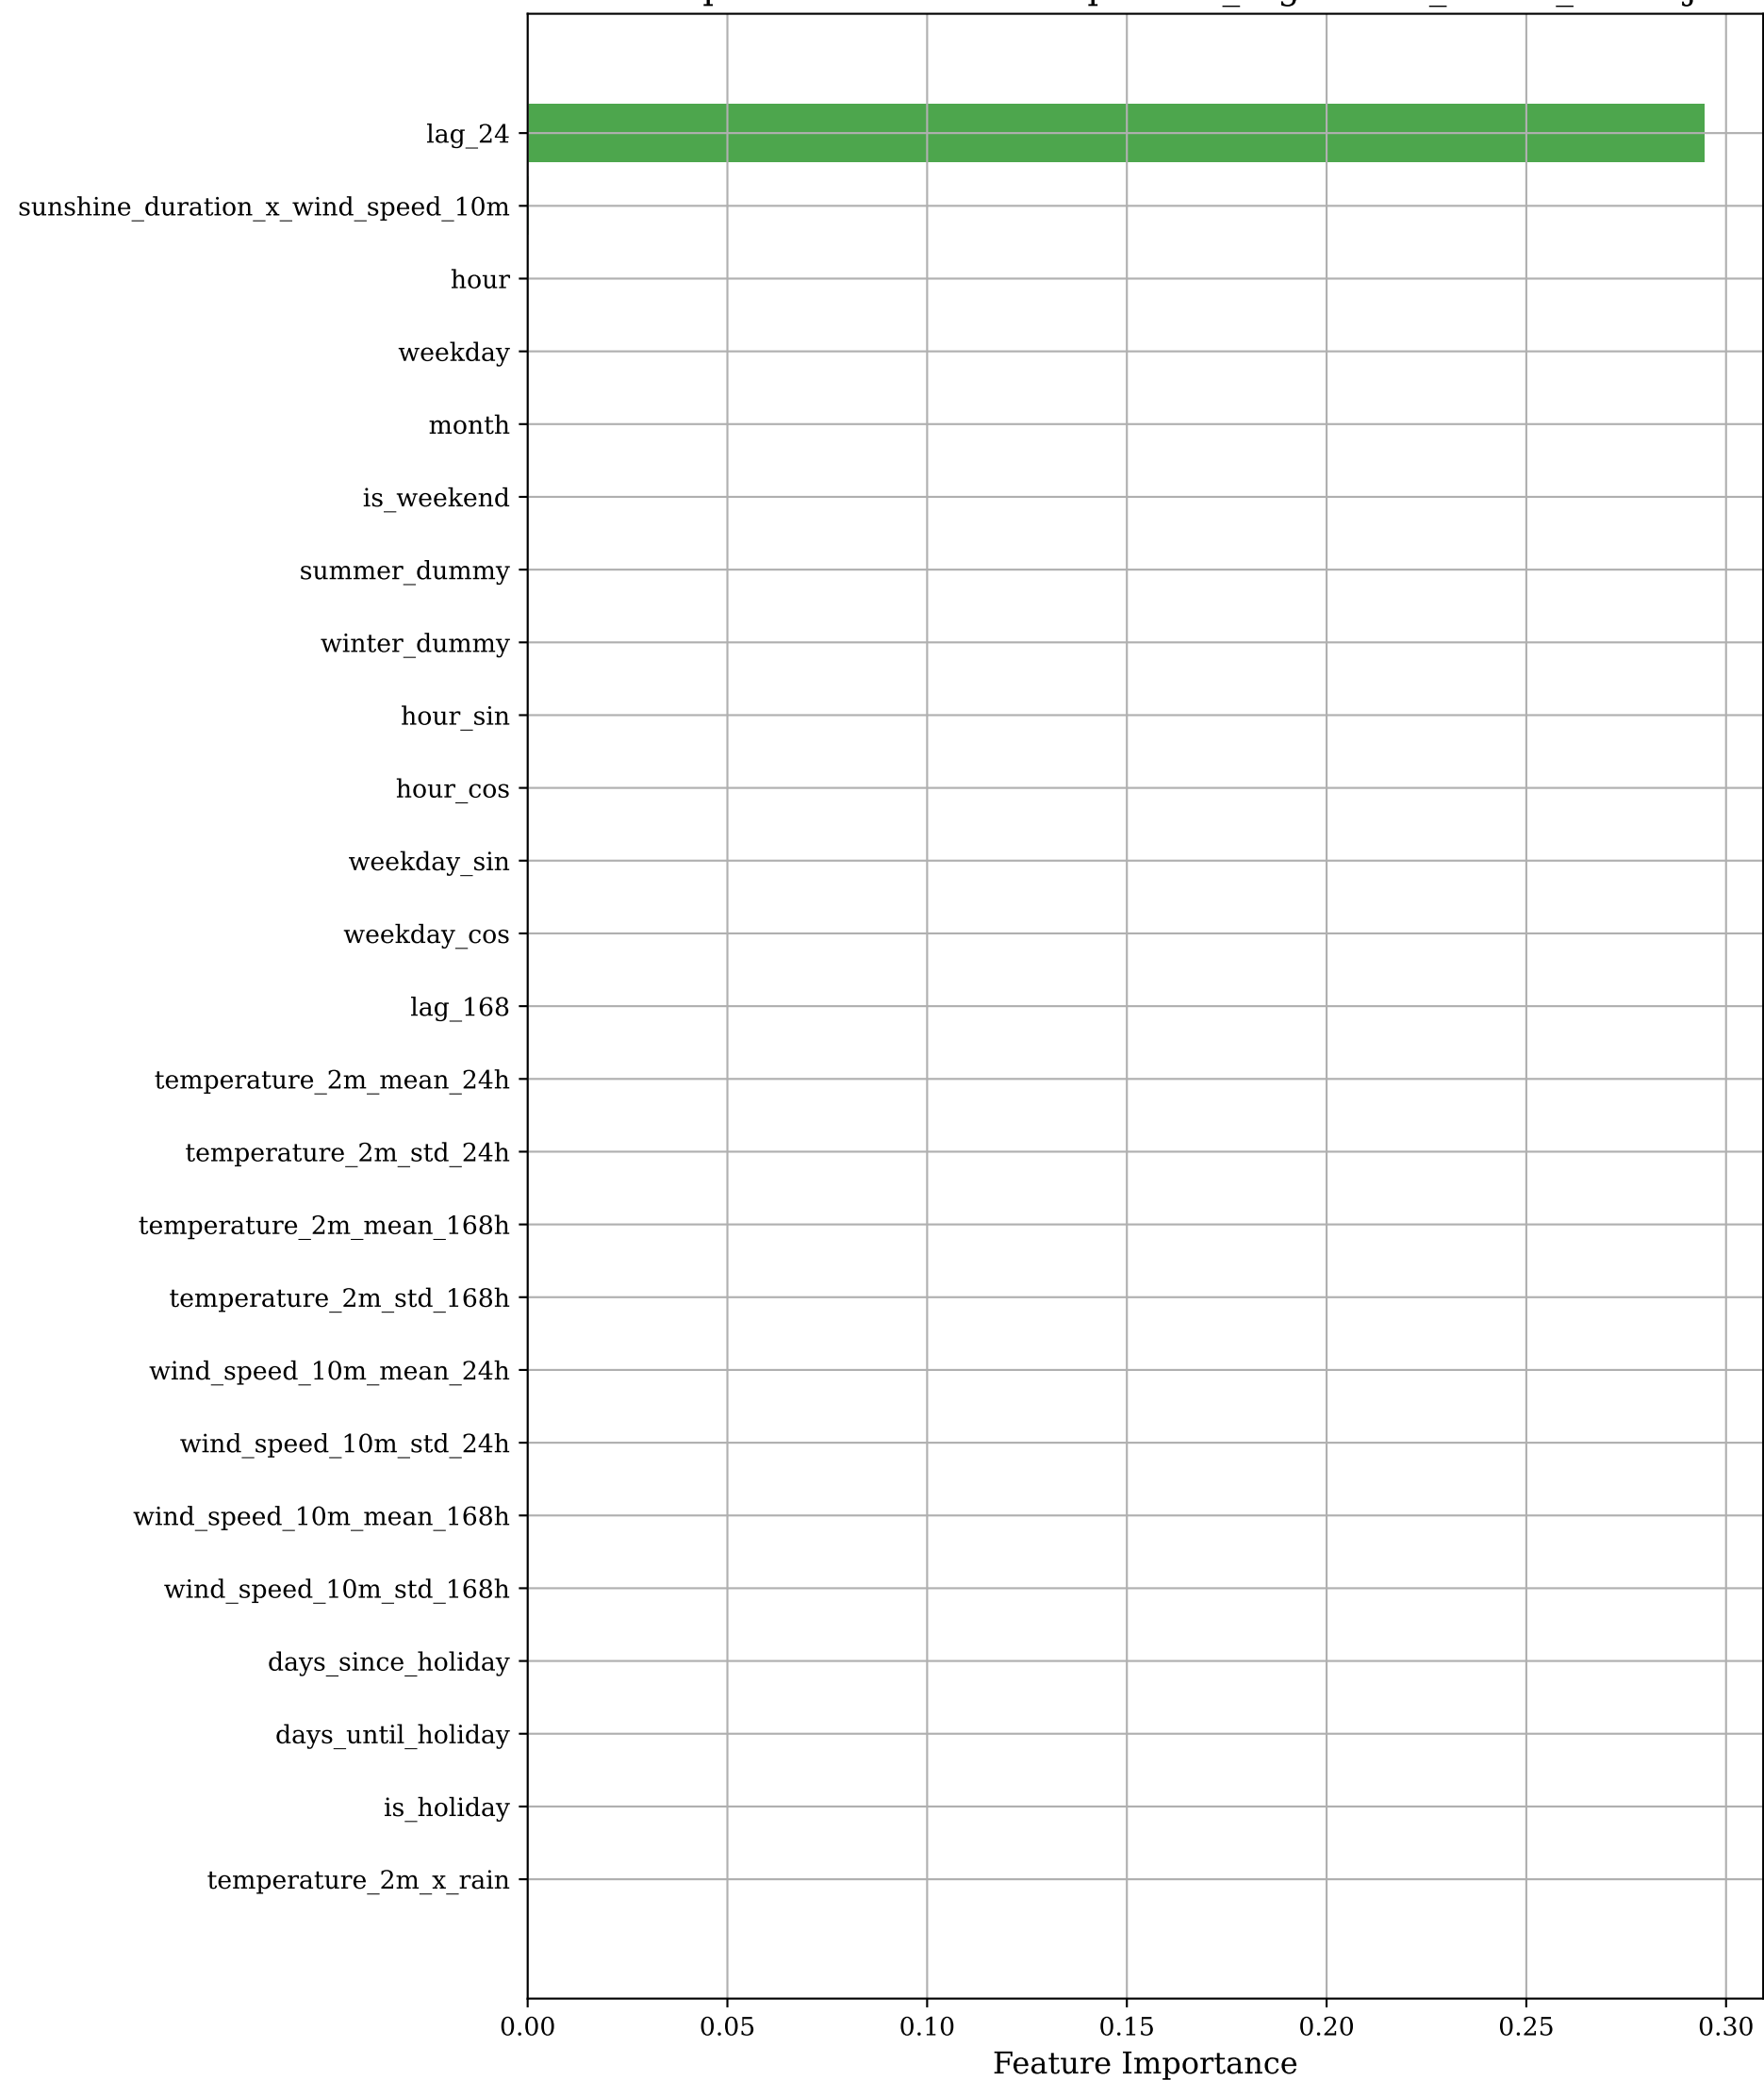 lag_24
sunshine_duration_x_wind_speed_10m
hour
weekday
month
is_weekend
summer_dummy
winter_dummy
hour_sin
hour_cos
weekday_sin
weekday_cos
lag_168
temperature_2m_mean_24h
temperature_2m_std_24h
temperature_2m_mean_168h
temperature_2m_std_168h
wind_speed_10m_mean_24h
wind_speed_10m_std_24h
wind_speed_10m_mean_168h
wind_speed_10m_std_168h
days_since_holiday
days_until_holiday
is_holiday
temperature_2m_x_rain
0.00 0.05 0.10 0.15 0.20 0.25 0.30
Feature Importance